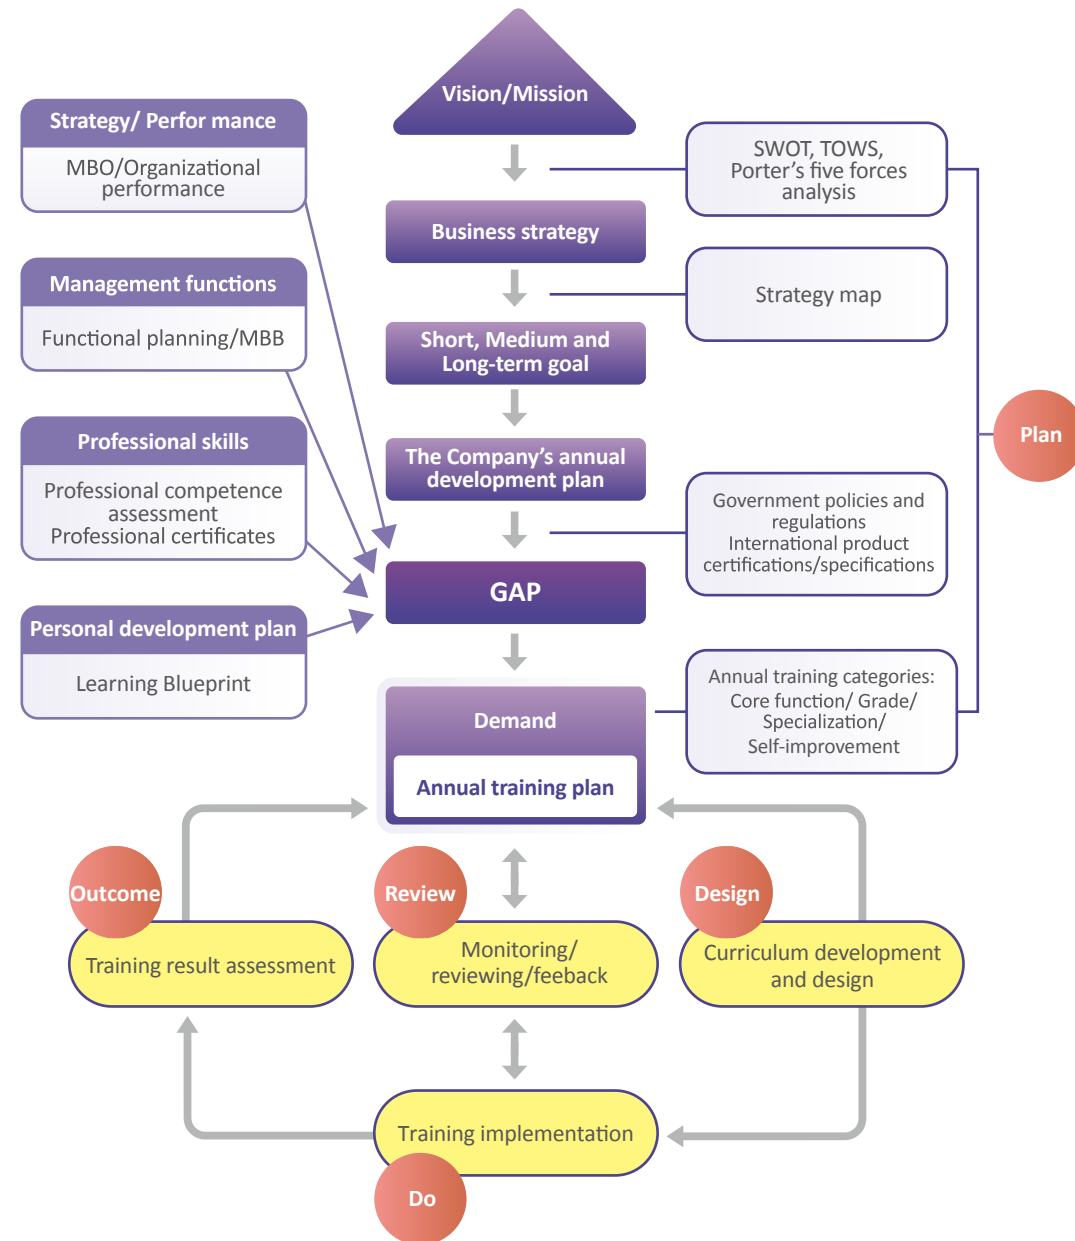 Vision/Mission
Strategy/ Perfor mance
MBO/Organizational
performance
SWOT, TOWS,
Porter’s five forces
analysis
Business strategy
Management functions
Functional planning/MBB
Strategy map
Short, Medium and
Long-term goal
Plan
Professional skills
Professional competence
assessment
Professional certificates
The Company’s annual
development plan
Government policies and
regulations
International product
certifications/specifications
GAP
Personal development plan
Learning Blueprint
Annual training categories:
Core function/ Grade/
Specialization/
Self-improvement
Demand
Annual training plan
Outcome
Training result assessment
Review
Monitoring/
reviewing/feeback
Design
Curriculum development
and design
Training implementation
Do